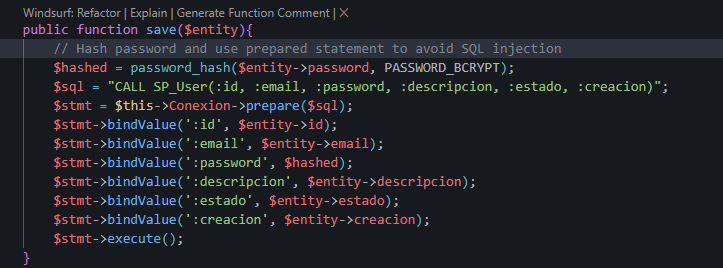 Windsurf: Refactor | Explain | Generate Function Comment | ×
public function save($entity){
    // Hash password and use prepared statement to avoid SQL injection
    $hashed = password_hash($entity->password, PASSWORD_BCRYPT);
    $sql = "CALL SP_User(:id, :email, :password, :descripcion, :estado, :creacion)";
    $stmt = $this->Conexion->prepare($sql);
    $stmt->bindValue(':id', $entity->id);
    $stmt->bindValue(':email', $entity->email);
    $stmt->bindValue(':password', $hashed);
    $stmt->bindValue(':descripcion', $entity->descripcion);
    $stmt->bindValue(':estado', $entity->estado);
    $stmt->bindValue(':creacion', $entity->creacion);
    $stmt->execute();
}